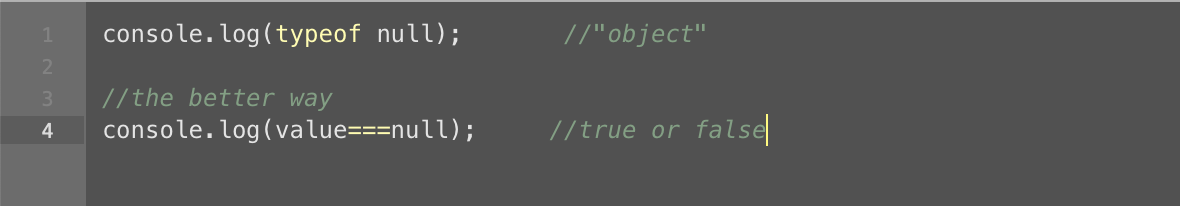 1 console.log(typeof null); //"object"
2
3 //the better way
4 console.log(value===null); //true or false